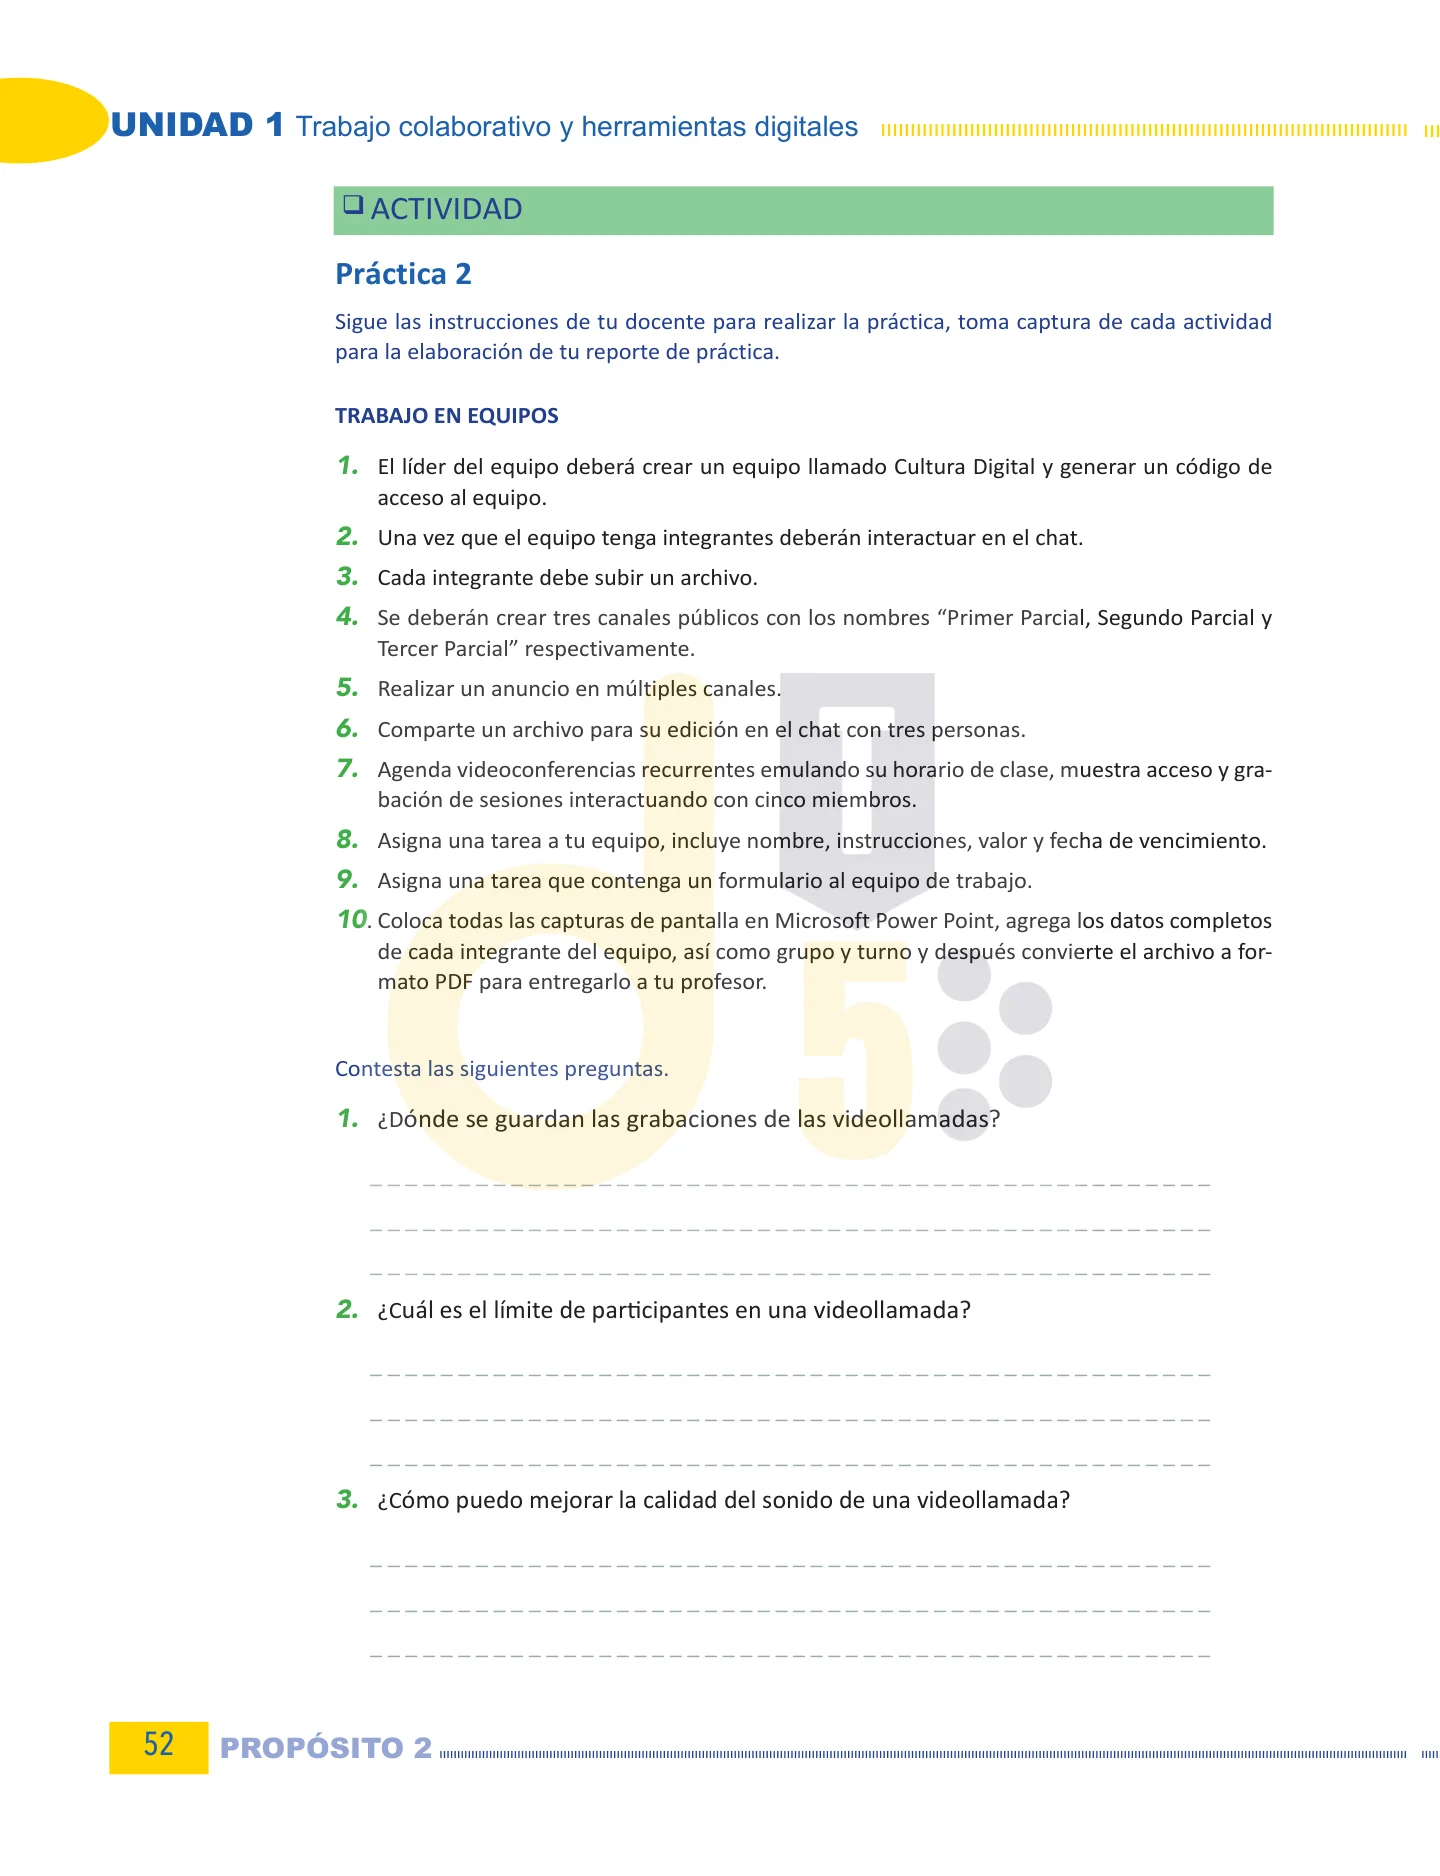 UNIDAD 1 Trabajo colaborativo y herramientas digitales
ACTIVIDAD
Práctica 2
Sigue las instrucciones de tu docente para realizar la práctica, toma captura de cada actividad
para la elaboración de tu reporte de práctica.
TRABAJO EN EQUIPOS
1. El líder del equipo deberá crear un equipo llamado Cultura Digital y generar un código de
acceso al equipo.
2. Una vez que el equipo tenga integrantes deberán interactuar en el chat.
3. Cada integrante debe subir un archivo.
4. Se deberán crear tres canales públicos con los nombres “Primer Parcial, Segundo Parcial y
Tercer Parcial” respectivamente.
5. Realizar un anuncio en múltiples canales.
6. Comparte un archivo para su edición en el chat con tres personas.
7. Agenda videoconferencias recurrentes emulando su horario de clase, muestra acceso y gra-
bación de sesiones interactuando con cinco miembros.
8. Asigna una tarea a tu equipo, incluye nombre, instrucciones, valor y fecha de vencimiento.
9. Asigna una tarea que contenga un formulario al equipo de trabajo.
10. Coloca todas las capturas de pantalla en Microsoft Power Point, agrega los datos completos
de cada integrante del equipo, así como grupo y turno y después convierte el archivo a for-
mato PDF para entregarlo a tu profesor.
Contesta las siguientes preguntas.
1. ¿Dónde se guardan las grabaciones de las videollamadas?
2. ¿Cuál es el límite de participantes en una videollamada?
3. ¿Cómo puedo mejorar la calidad del sonido de una videollamada?
52 PROPÓSITO 2